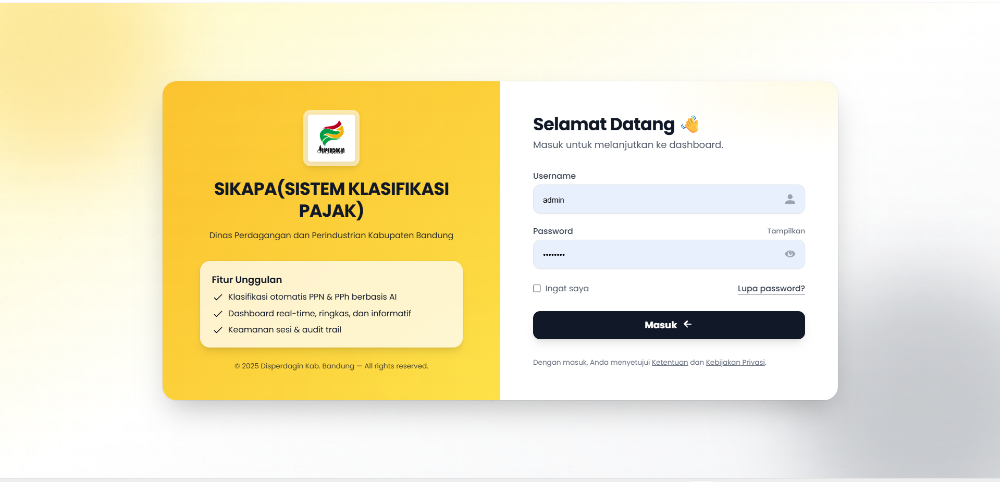 DISPERDAGIN
SIKAPA(SISTEM KLASIFIKASI
PAJAK)
Dinas Perdagangan dan Perindustrian Kabupaten Bandung
Fitur Unggulan
Klasifikasi otomatis PPN & PPh berbasis AI
Dashboard real-time, ringkas, dan informatif
Keamanan sesi & audit trail
© 2025 Disperdagin Kab. Bandung — All rights reserved.
Selamat Datang 👋
Masuk untuk melanjutkan ke dashboard.
Username
admin
Password Tampilkan
••••••••
Ingat saya Lupa password?
Masuk ←
Dengan masuk, Anda menyetujui Ketentuan dan Kebijakan Privasi.